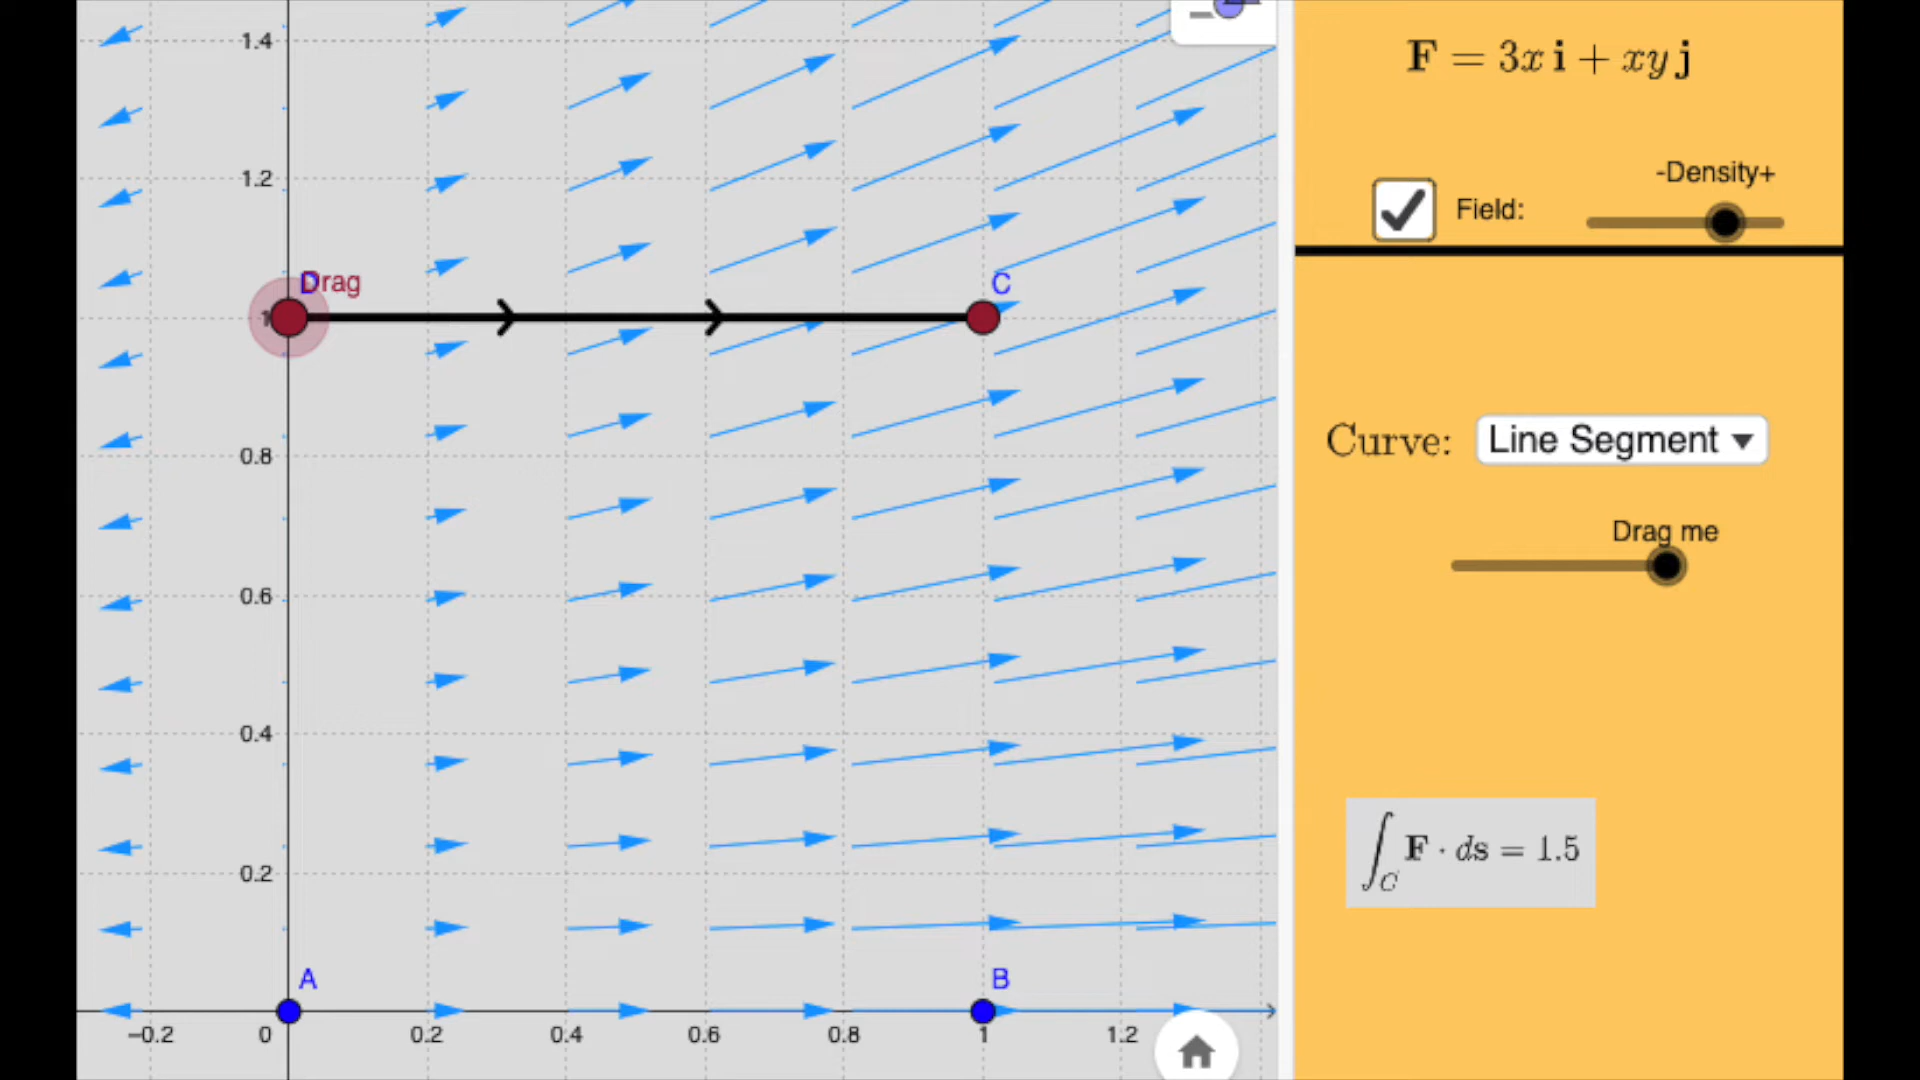 F = 3x i + xy j
-Density+
Field:
Curve: Line Segment
Drag me
∫_C F · ds = 1.5
1.4
1.2
Drag
C
1
0.8
0.6
0.4
0.2
A
B
−0.2 0 0.2 0.4 0.6 0.8 1 1.2